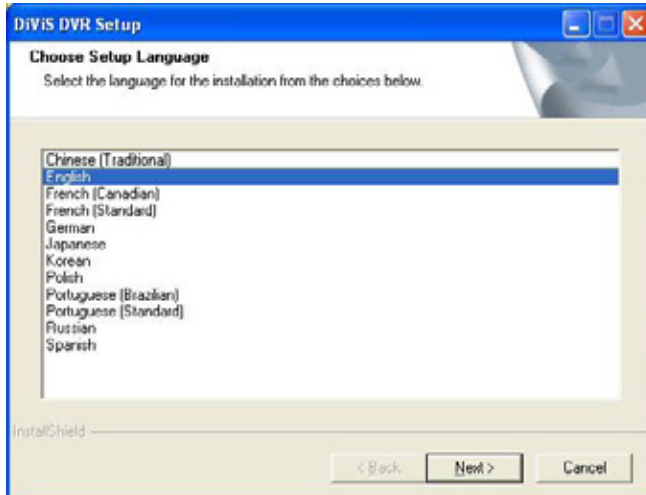 DiViS DVR Setup
Choose Setup Language
Select the language for the installation from the choices below.
Chinese (Traditional)
English
French (Canadian)
French (Standard)
German
Japanese
Korean
Polish
Portuguese (Brazilian)
Portuguese (Standard)
Russian
Spanish
InstallShield
< Back Next > Cancel